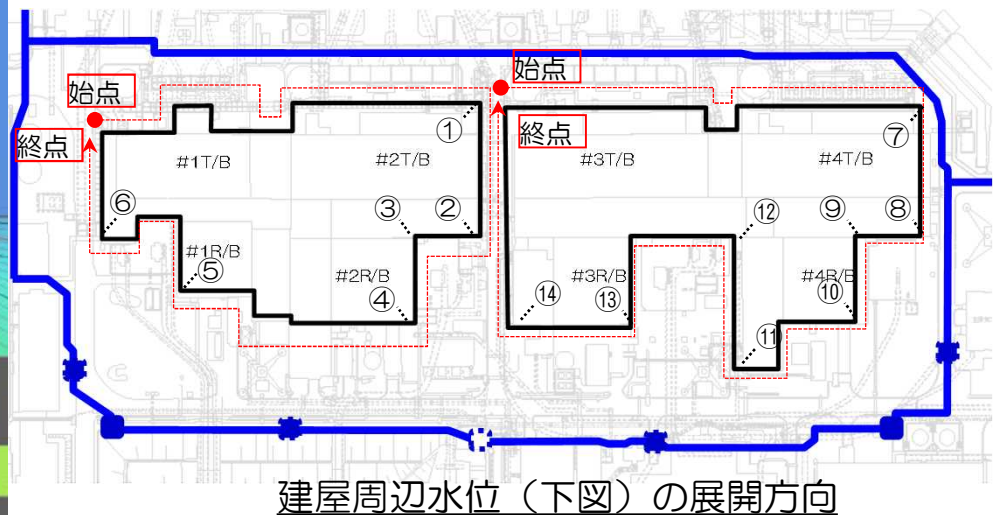 始点
終点
始点
終点
①
②
③
④
⑤
⑥
#1T/B
#2T/B
#1R/B
#2R/B
⑦
⑧
⑨
⑩
⑪
⑫
⑬
⑭
#3T/B
#4T/B
#3R/B
#4R/B
建屋周辺水位（下図）の展開方向